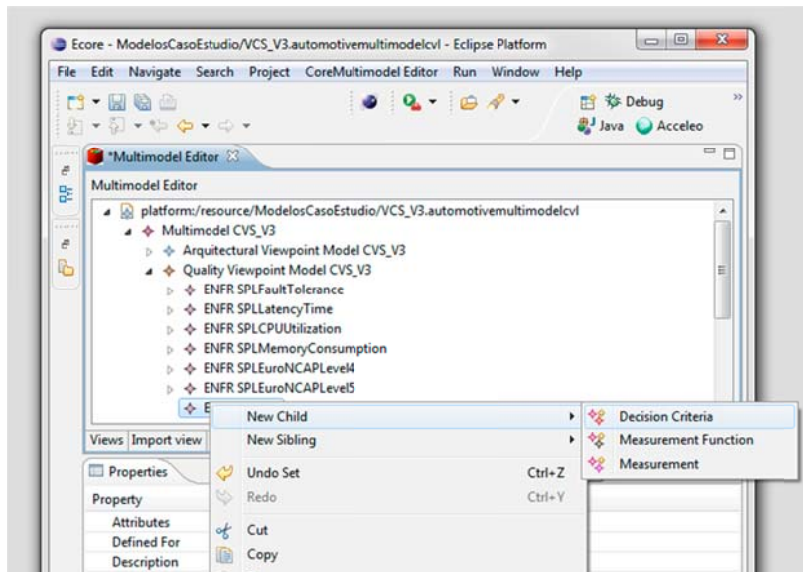 Ecore - ModelosCasoEstudio/VCS_V3.automotivemultimodelcvl - Eclipse Platform
File Edit Navigate Search Project CoreMultimodel Editor Run Window Help
Debug
Java Acceleo
*Multimodel Editor
Multimodel Editor
platform:/resource/ModelosCasoEstudio/VCS_V3.automotivemultimodelcvl
Multimodel CVS_V3
Arquitectural Viewpoint Model CVS_V3
Quality Viewpoint Model CVS_V3
ENFR SPLFaultTolerance
ENFR SPLLatencyTime
ENFR SPLCPUUtilization
ENFR SPLMemoryConsumption
ENFR SPLEuroNCAPLevel4
ENFR SPLEuroNCAPLevel5
New Child
Decision Criteria
Views Import view
New Sibling
Measurement Function
Measurement
Properties
Undo Set Ctrl+Z
Property
Redo Ctrl+Y
Attributes
Cut
Defined For
Copy
Description